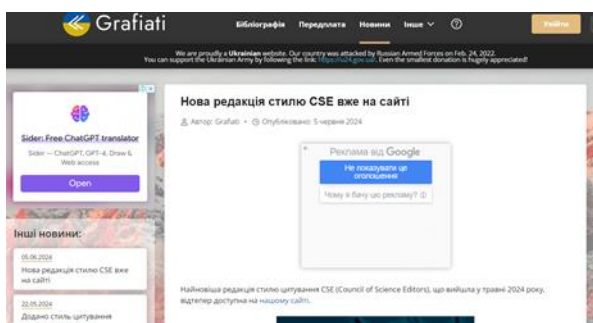 Grafiati
Бібліографія Передплата Новини Інше
Увійти
We are proudly a Ukrainian website. Our country was attacked by Russian Armed Forces on Feb. 24, 2022.
You can support the Ukrainian Army by following the link: https://u24.gov.ua/. Even the smallest donation is hugely appreciated!
Sider: Free ChatGPT translator
Sider — ChatGPT, GPT-4, Draw &
Web access
Open
Інші новини:
05.06.2024
Нова редакція стилю CSE вже
на сайті
22.05.2024
Додано стиль цитування
Нова редакція стилю CSE вже на сайті
Автор: Grafiati • Опубліковано: 5 червня 2024
Реклама від Google
Не показувати це
оголошення
Чому я бачу цю рекламу?
Найновіша редакція стилю цитування CSE (Council of Science Editors), що вийшла у травні 2024 року,
відтепер доступна на нашому сайті.